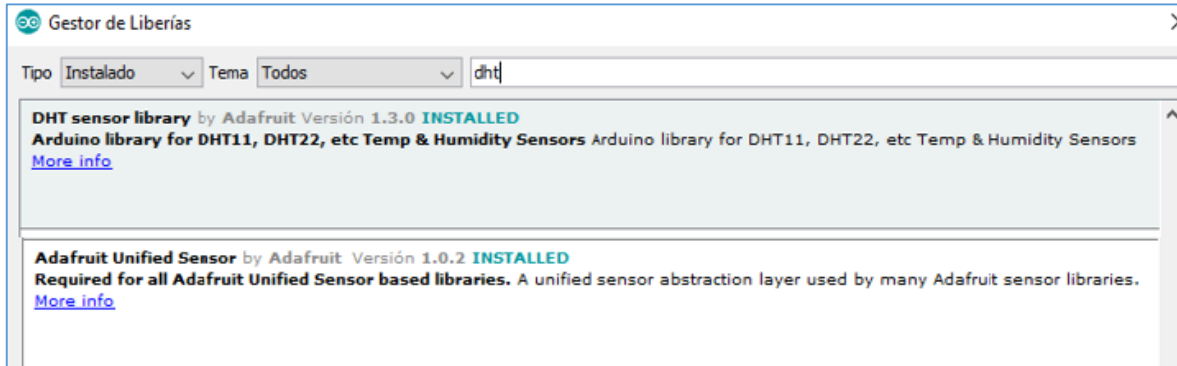 Gestor de Liberías
Tipo Instalado Tema Todos dht
DHT sensor library by Adafruit Versión 1.3.0 INSTALLED
Arduino library for DHT11, DHT22, etc Temp & Humidity Sensors Arduino library for DHT11, DHT22, etc Temp & Humidity Sensors
More info
Adafruit Unified Sensor by Adafruit Versión 1.0.2 INSTALLED
Required for all Adafruit Unified Sensor based libraries. A unified sensor abstraction layer used by many Adafruit sensor libraries.
More info